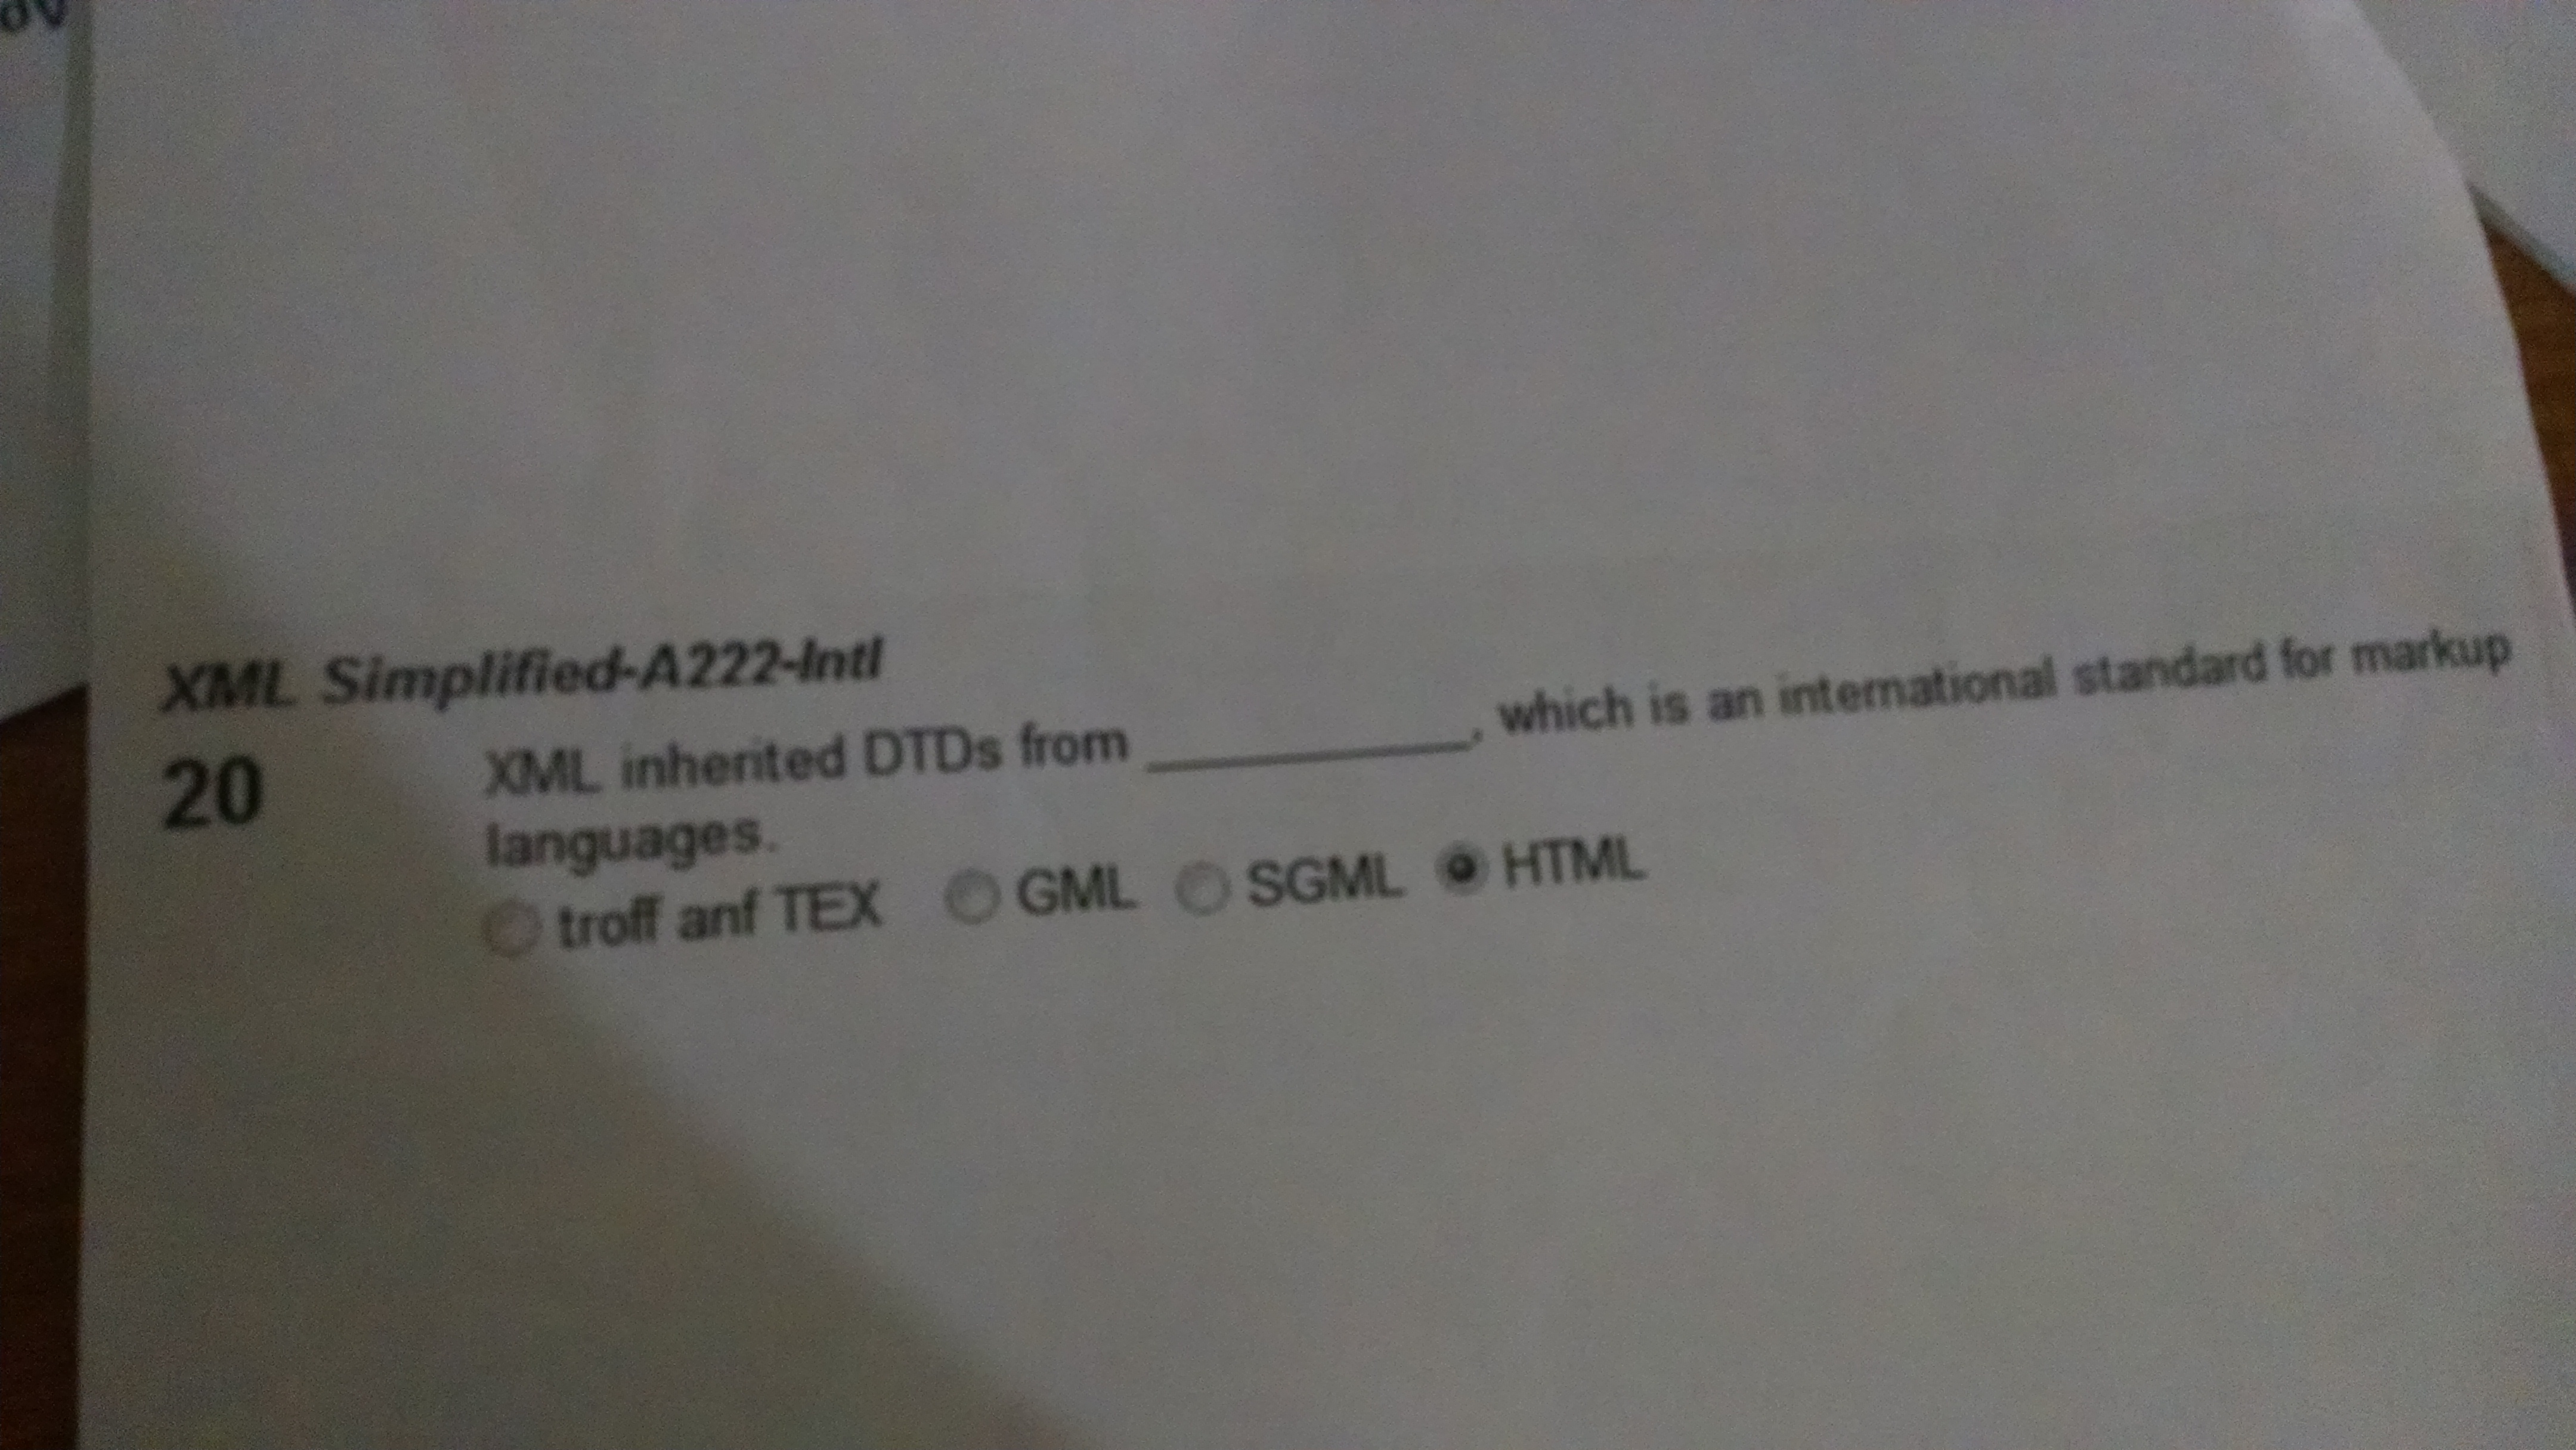 XML Simplified-A222-Intl
20 XML inherited DTDs from __________, which is an international standard for markup
languages.
troff anf TEX GML SGML HTML